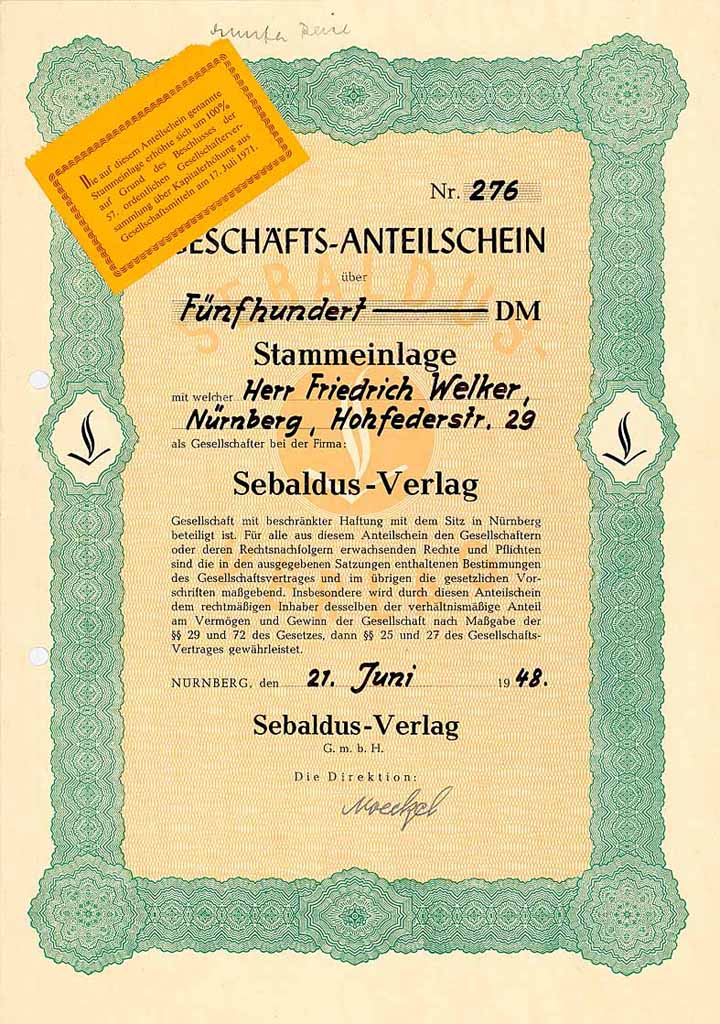 Die auf diesem Anteilschein genannte
Stammeinlage erhöhte sich um 100%
auf Grund des Beschlusses der
57. ordentlichen Gesellschafterver-
sammlung über Kapitalerhöhung aus
Gesellschaftsmitteln am 17. Juli 1971.
Nr. 276
ESCHÄFTS-ANTEILSCHEIN
über
SEBALDUS
Fünfhundert DM
Stammeinlage
mit welcher Herr Friedrich Welker,
Nürnberg, Hohfederstr. 29
als Gesellschafter bei der Firma:
Sebaldus-Verlag
Gesellschaft mit beschränkter Haftung mit dem Sitz in Nürnberg
beteiligt ist. Für alle aus diesem Anteilschein den Gesellschaftern
oder deren Rechtsnachfolgern erwachsenden Rechte und Pflichten
sind die in den ausgegebenen Satzungen enthaltenen Bestimmungen
des Gesellschaftsvertrages und im übrigen die gesetzlichen Vor-
schriften maßgebend. Insbesondere wird durch diesen Anteilschein
dem rechtmäßigen Inhaber desselben der verhältnismäßige Anteil
am Vermögen und Gewinn der Gesellschaft nach Maßgabe der
§§ 29 und 72 des Gesetzes, dann §§ 25 und 27 des Gesellschafts-
Vertrages gewährleistet.
NÜRNBERG, den 21. Juni 1948.
Sebaldus-Verlag
G. m. b. H.
Die Direktion:
Moeckel